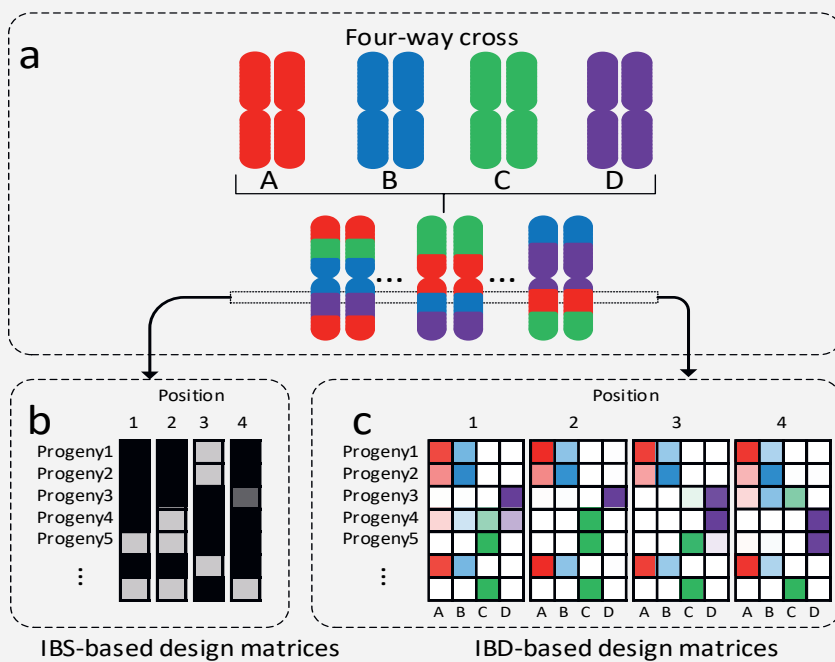 a
Four-way cross
A B C D
... ...
b
Position
1 2 3 4
Progeny1
Progeny2
Progeny3
Progeny4
Progeny5
⋮
IBS-based design matrices
c
Position
1 2 3 4
Progeny1
Progeny2
Progeny3
Progeny4
Progeny5
⋮
A B C D A B C D A B C D A B C D
IBD-based design matrices